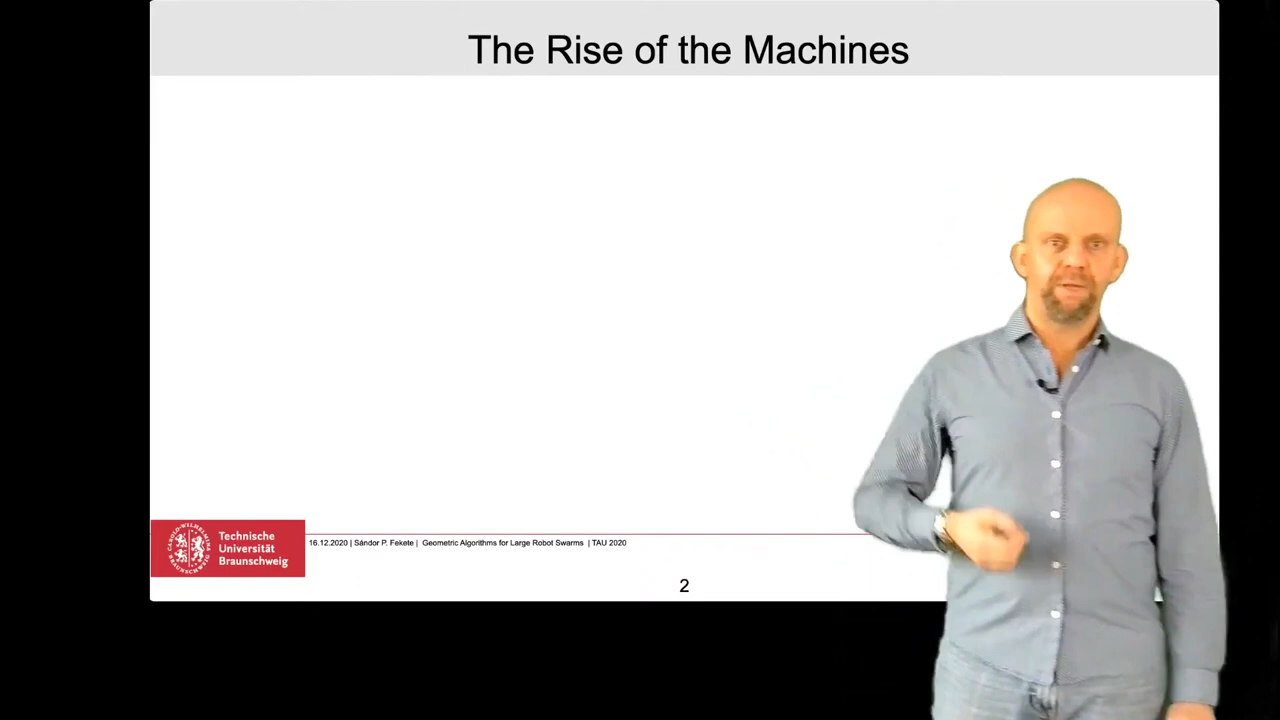 The Rise of the Machines
Technische
Universität
Braunschweig
16.12.2020 | Sándor P. Fekete | Geometric Algorithms for Large Robot Swarms | TAU 2020
2